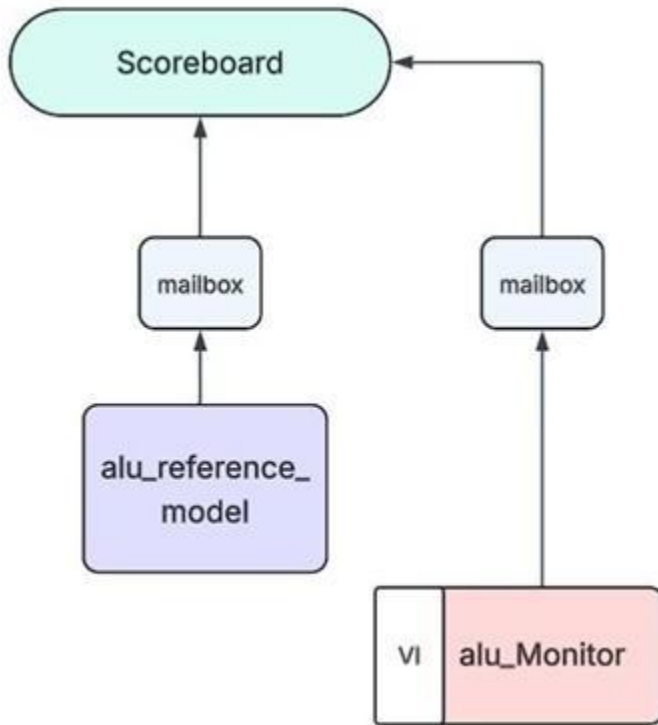 Scoreboard
mailbox
mailbox
alu_reference_
model
VI
alu_Monitor